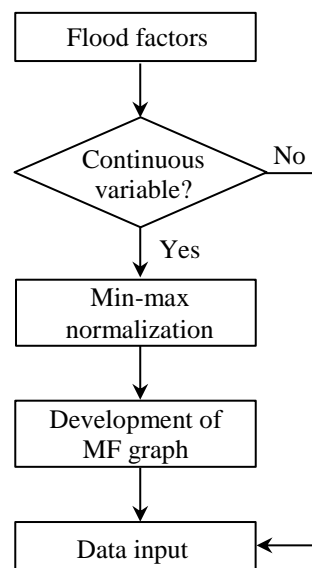 Flood factors
Continuous
variable?
No
Yes
Min-max
normalization
Development of
MF graph
Data input